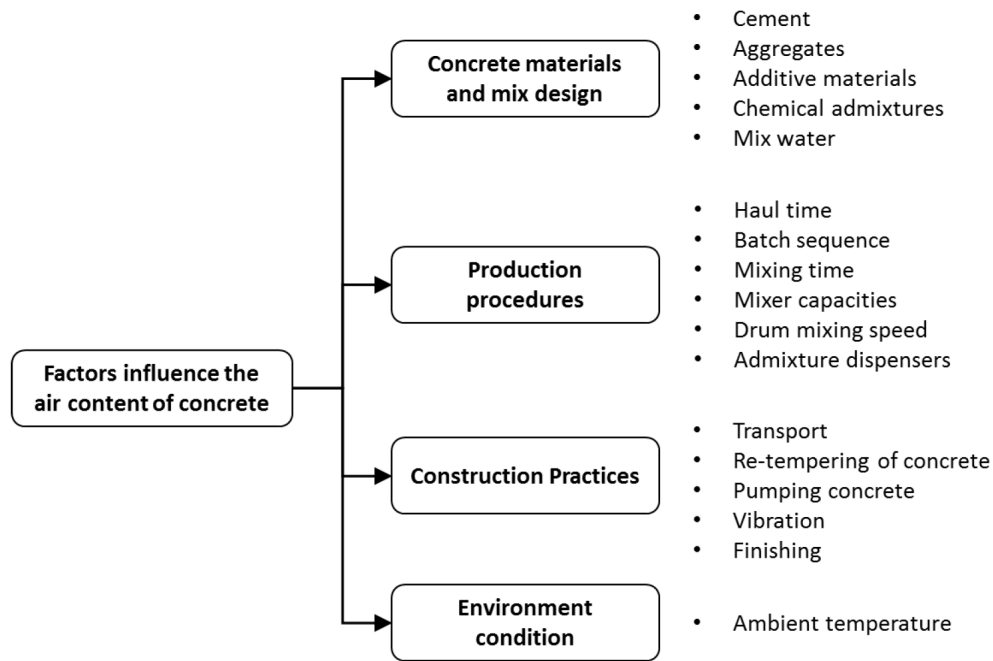 Factors influence the
air content of concrete
Concrete materials
and mix design
• Cement
• Aggregates
• Additive materials
• Chemical admixtures
• Mix water
Production
procedures
• Haul time
• Batch sequence
• Mixing time
• Mixer capacities
• Drum mixing speed
• Admixture dispensers
Construction Practices
• Transport
• Re-tempering of concrete
• Pumping concrete
• Vibration
• Finishing
Environment
condition
• Ambient temperature